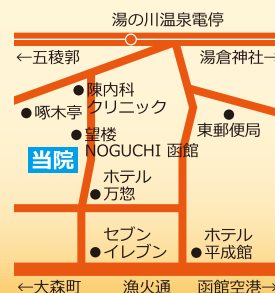 湯の川温泉電停
←五稜郭
湯倉神社→
陳内科
クリニック
啄木亭
東郵便局
望楼
NOGUCHI 函館
当院
ホテル
万惣
セブン
イレブン
ホテル
平成館
←大森町
漁火通
函館空港→